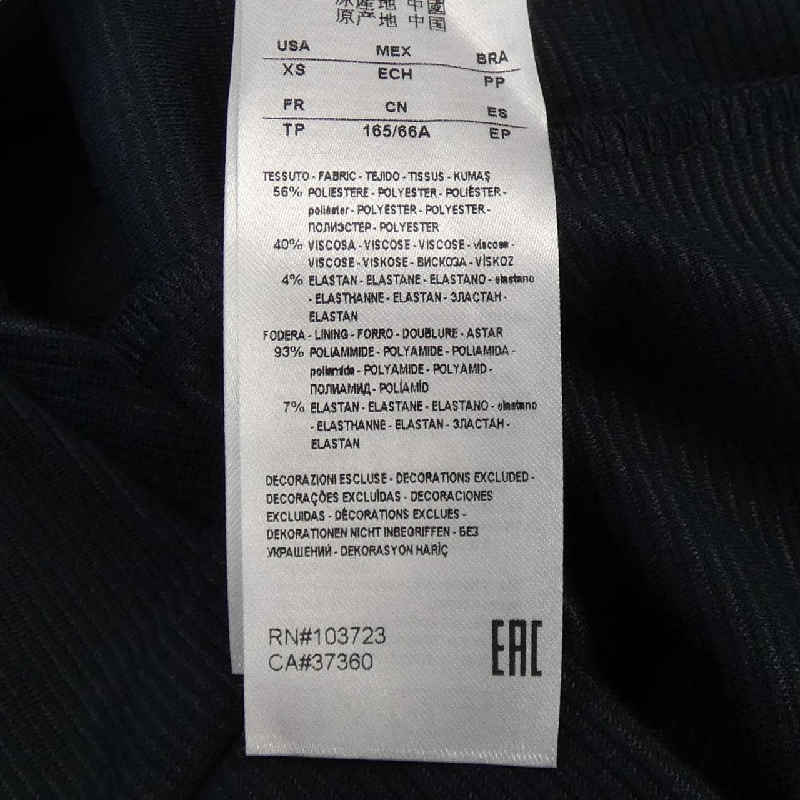 原産地 中國
原产地 中国
USA MEX BRA
XS ECH PP
FR CN ES
TP 165/66A EP
TESSUTO - FABRIC - TEJIDO - TISSUS - KUMAŞ
56% POLIESTERE - POLYESTER - POLIÈSTER -
poliéster - POLYESTER - POLYESTER -
ПОЛИЭСТЕР - POLYESTER
40% VISCOSA - VISCOSE - VISCOSE - viscose -
VISCOSE - VISKOSE - ВИСКОЗА - VİSKOZ
4% ELASTAN - ELASTANE - ELASTANO - elastano
- ELASTHANNE - ELASTAN - ЭЛАСТАН -
ELASTAN
FODERA - LINING - FORRO - DOUBLURE - ASTAR
93% POLIAMMIDE - POLYAMIDE - POLIAMIDA -
poliamida - POLYAMIDE - POLYAMID -
ПОЛИАМИД - POLİAMİD
7% ELASTAN - ELASTANE - ELASTANO - elastano
- ELASTHANNE - ELASTAN - ЭЛАСТАН -
ELASTAN
DECORAZIONI ESCLUSE - DECORATIONS EXCLUDED -
DECORAÇÕES EXCLUÍDAS - DECORACIONES
EXCLUIDAS - DÉCORATIONS EXCLUES -
DEKORATIONEN NICHT INBEGRIFFEN - БЕЗ
УКРАШЕНИЙ - DEKORASYON HARİÇ
RN#103723
CA#37360
EAC